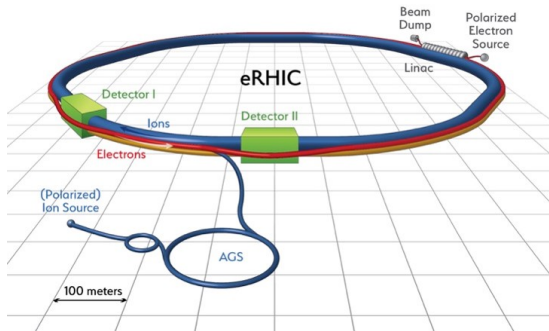 Beam
Dump
Polarized
Electron
Source
Linac
eRHIC
Detector I
Detector II
Ions
Electrons
(Polarized)
Ion Source
AGS
100 meters